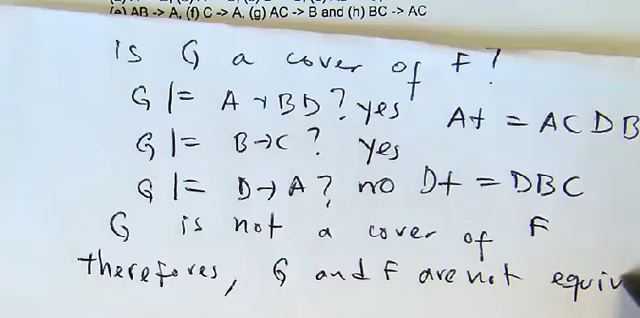 (e) AB -> A, (f) C -> A, (g) AC -> B and (h) BC -> AC
Is G a cover of F?
G |= A → BD ? yes A+ = ACDB
G |= B→C ? yes
G |= D→A ? no D+ = DBC
G is not a cover of F
therefores, G and F are not equiv